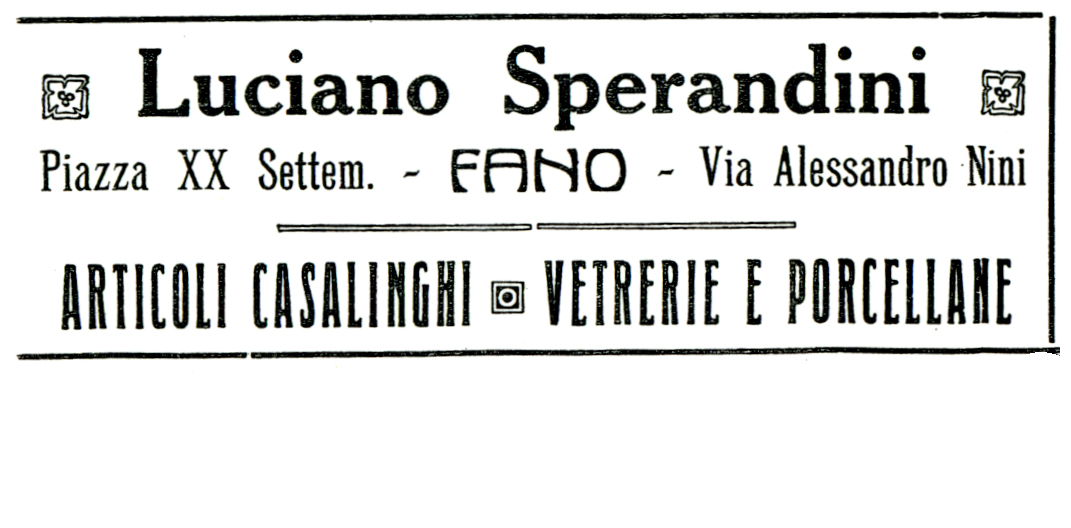 Luciano Sperandini
Piazza XX Settem. - FANO - Via Alessandro Nini
ARTICOLI CASALINGHI VETRERIE E PORCELLANE